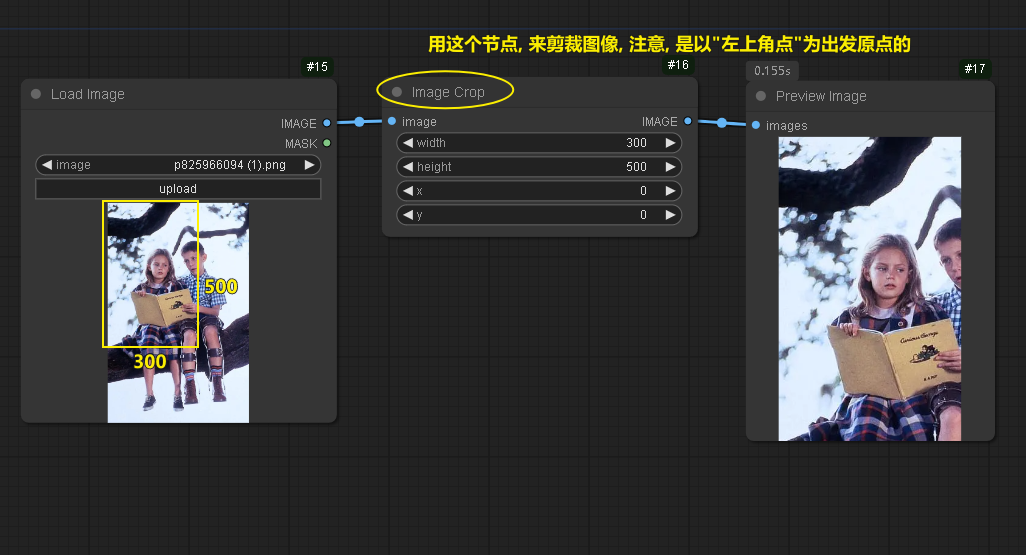 用这个节点, 来剪裁图像, 注意, 是以"左上角点"为出发原点的
#15
Load Image
IMAGE
MASK
image p825966094 (1).png
upload
500
300
#16
Image Crop
image IMAGE
width 300
height 500
x 0
y 0
0.155s
#17
Preview Image
images
Curious George